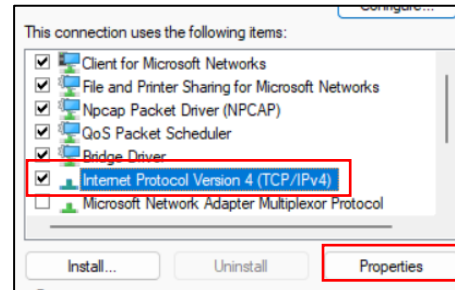 Configure...
This connection uses the following items:
Client for Microsoft Networks
File and Printer Sharing for Microsoft Networks
Npcap Packet Driver (NPCAP)
QoS Packet Scheduler
Bridge Driver
Internet Protocol Version 4 (TCP/IPv4)
Microsoft Network Adapter Multiplexor Protocol
Install... Uninstall Properties